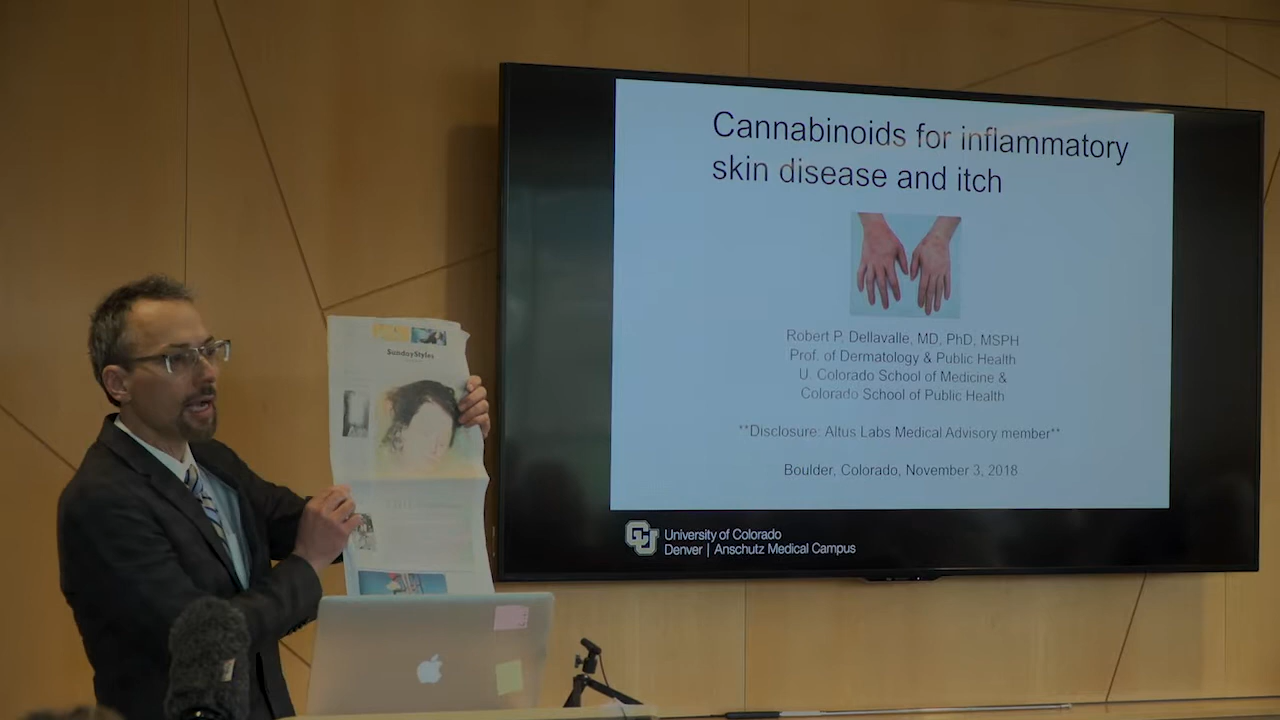 Cannabinoids for inflammatory
skin disease and itch
Robert P. Dellavalle, MD, PhD, MSPH
Prof. of Dermatology & Public Health
U. Colorado School of Medicine &
Colorado School of Public Health
**Disclosure: Altus Labs Medical Advisory member**
Boulder, Colorado, November 3, 2018
University of Colorado
Denver | Anschutz Medical Campus
SundayStyles